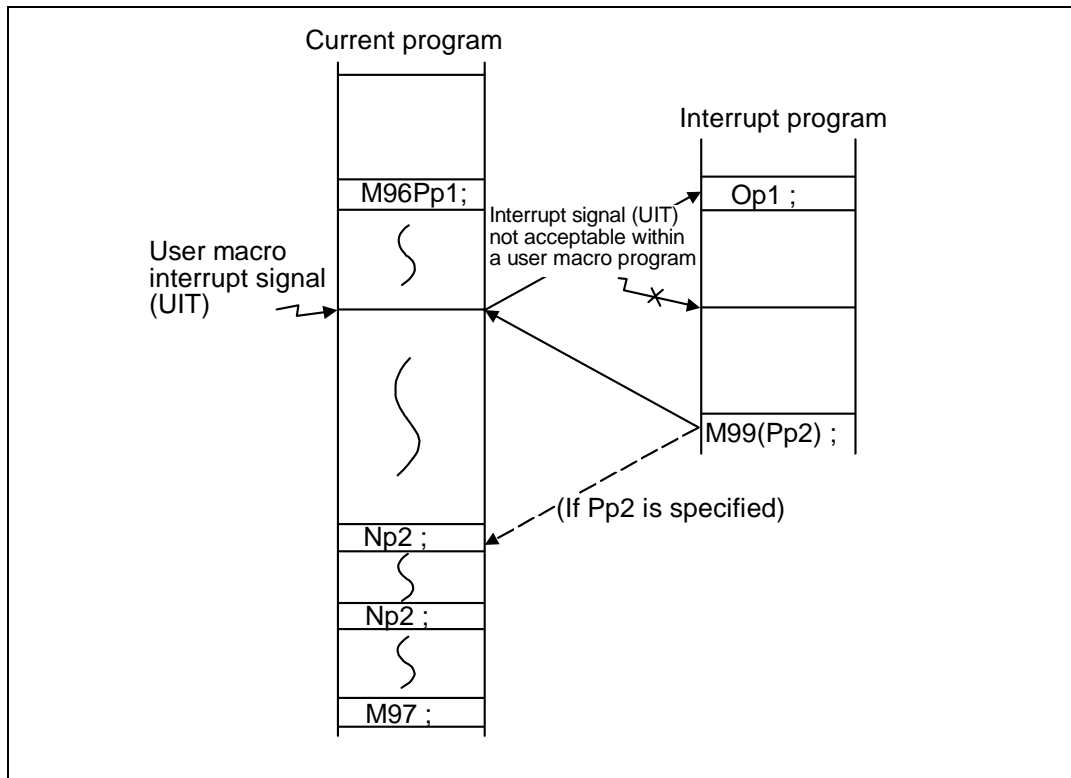 Current program
Interrupt program
M96Pp1;
Op1 ;
Interrupt signal (UIT)
not acceptable within
a user macro program
User macro
interrupt signal
(UIT)
M99(Pp2) ;
(If Pp2 is specified)
Np2 ;
Np2 ;
M97 ;